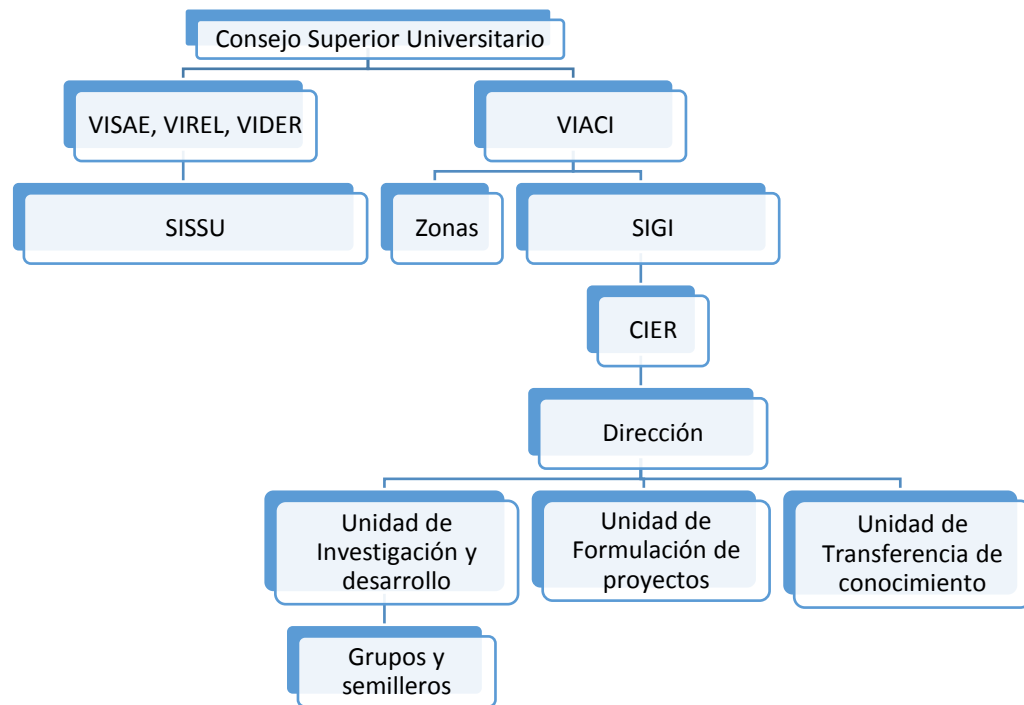 Consejo Superior Universitario
VISAE, VIREL, VIDER
VIACI
SISSU
Zonas
SIGI
CIER
Dirección
Unidad de
Investigación y
desarrollo
Unidad de
Formulación de
proyectos
Unidad de
Transferencia de
conocimiento
Grupos y
semilleros